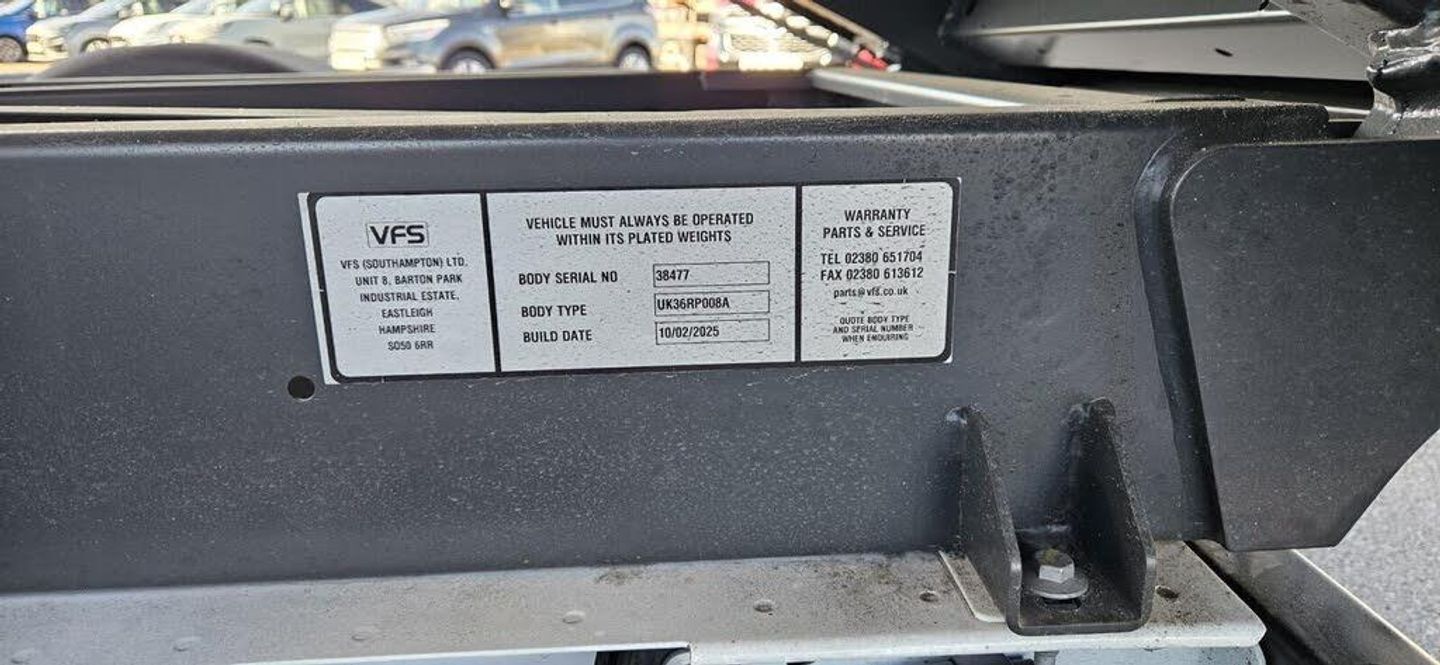 VFS
VFS (SOUTHAMPTON) LTD.
UNIT 8, BARTON PARK
INDUSTRIAL ESTATE,
EASTLEIGH
HAMPSHIRE
SO50 6RR
VEHICLE MUST ALWAYS BE OPERATED
WITHIN ITS PLATED WEIGHTS
BODY SERIAL NO 38477
BODY TYPE UK36RP008A
BUILD DATE 10/02/2025
WARRANTY
PARTS & SERVICE
TEL 02380 651704
FAX 02380 613612
parts@vfs.co.uk
QUOTE BODY TYPE
AND SERIAL NUMBER
WHEN ENQUIRING